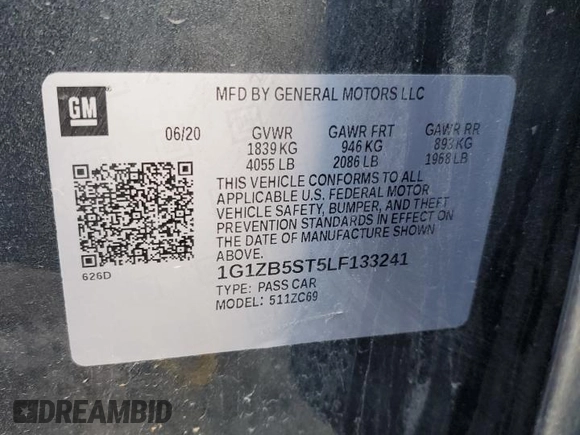 GM
MFD BY GENERAL MOTORS LLC
06/20 GVWR GAWR FRT GAWR RR
1839 KG 946 KG 893 KG
4055 LB 2086 LB 1968 LB
THIS VEHICLE CONFORMS TO ALL
APPLICABLE U.S. FEDERAL MOTOR
VEHICLE SAFETY, BUMPER, AND THEFT
PREVENTION STANDARDS IN EFFECT ON
THE DATE OF MANUFACTURE SHOWN
ABOVE.
1G1ZB5ST5LF133241
626D
TYPE: PASS CAR
MODEL: 511ZC69
DREAMBID